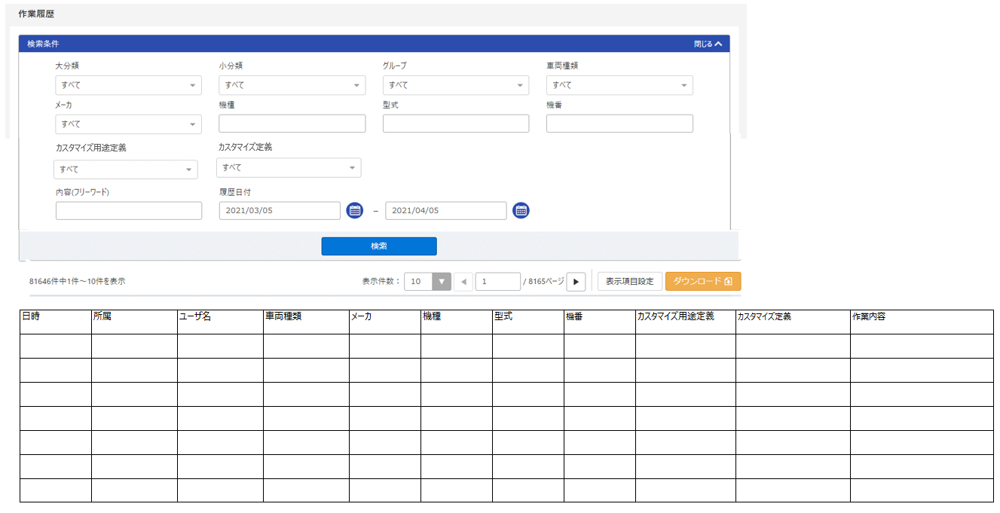 作業履歴
検索条件 閉じる
大分類 小分類 グループ 車両種類
すべて すべて すべて すべて
メーカ 機種 型式 機番
すべて
カスタマイズ用途定義 カスタマイズ定義
すべて すべて
内容(フリーワード) 履歴日付
2021/03/05 – 2021/04/05
検索
81646件中1件~10件を表示 表示件数： 10 ▼ ◀ 1 / 8165ページ ▶ 表示項目設定 ダウンロード
日時 所属 ユーザ名 車両種類 メーカ 機種 型式 機番 カスタマイズ用途定義 カスタマイズ定義 作業内容